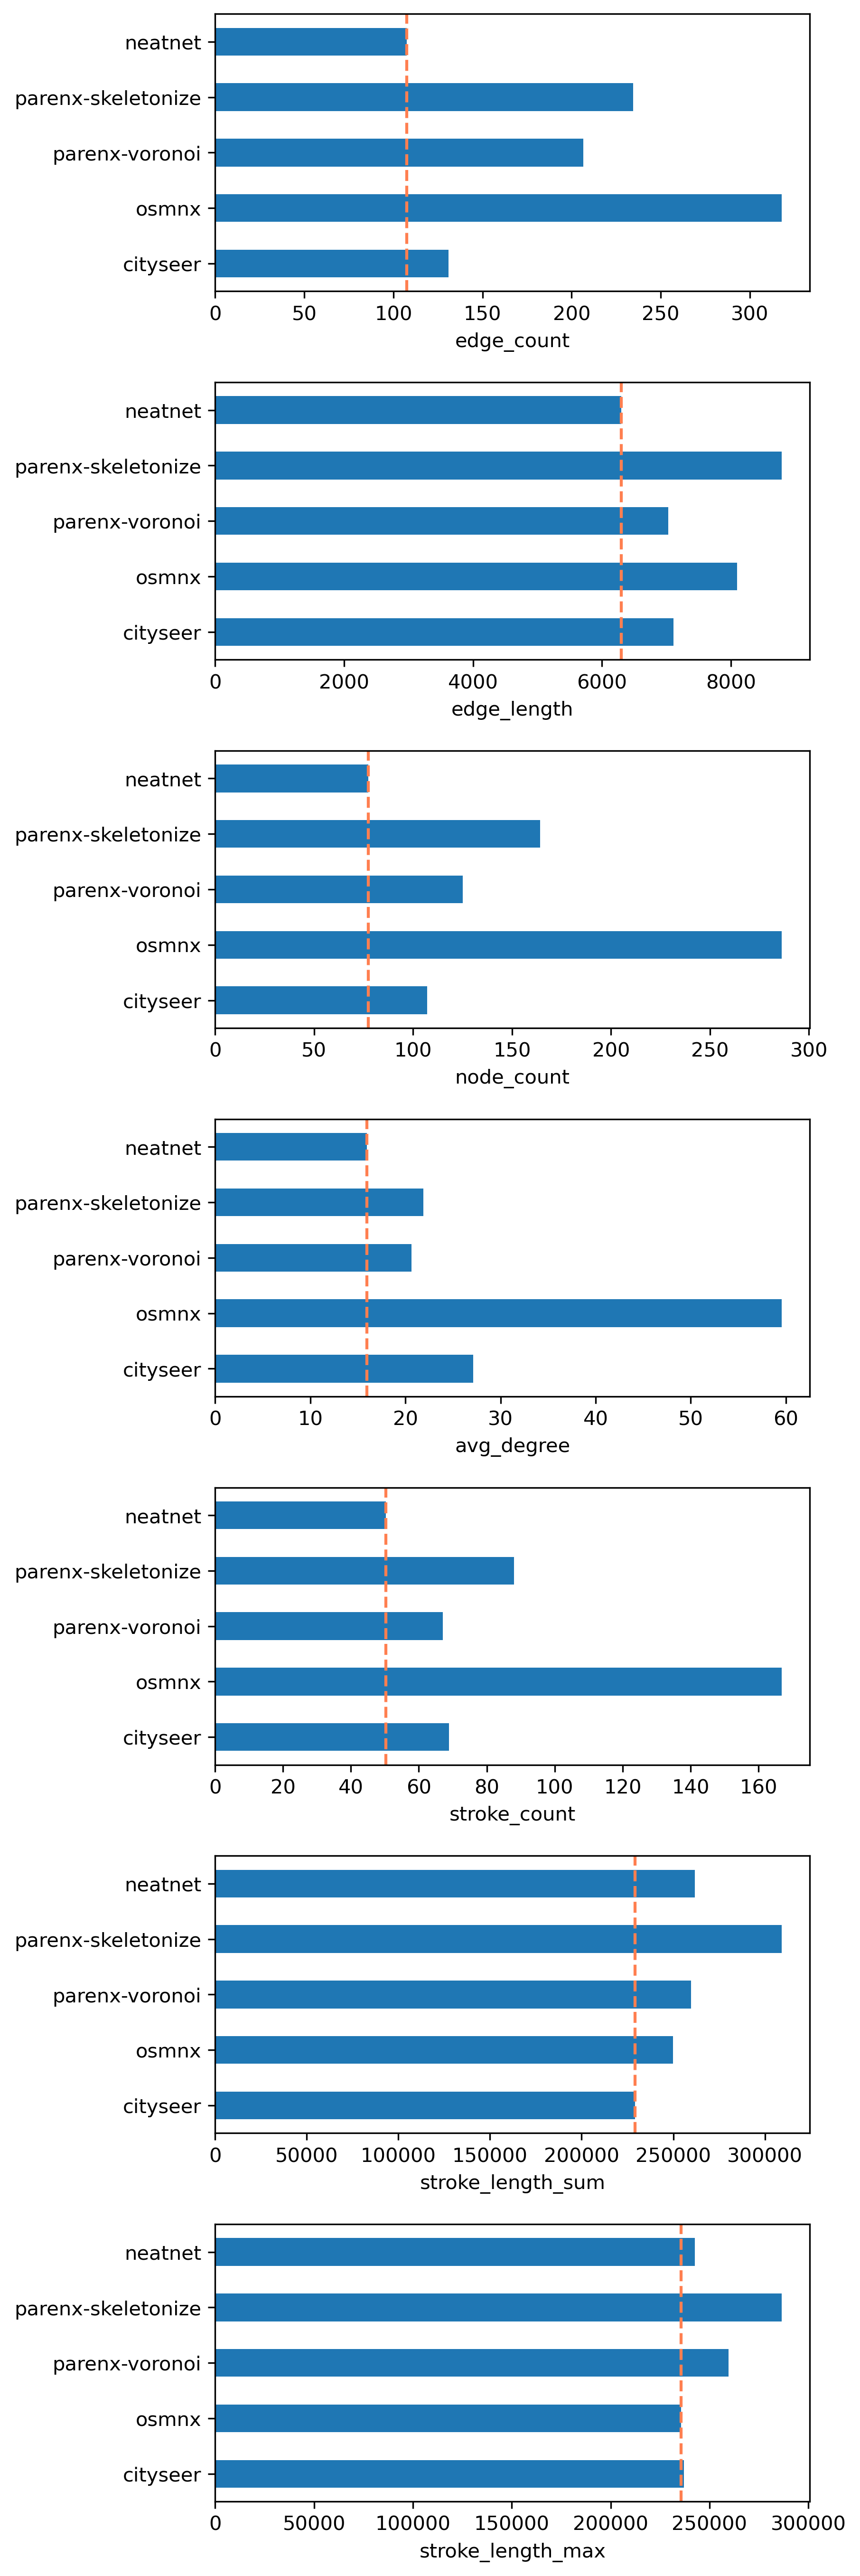 neatnet
parenx-skeletonize
parenx-voronoi
osmnx
cityseer
0 50 100 150 200 250 300
edge_count
neatnet
parenx-skeletonize
parenx-voronoi
osmnx
cityseer
0 2000 4000 6000 8000
edge_length
neatnet
parenx-skeletonize
parenx-voronoi
osmnx
cityseer
0 50 100 150 200 250 300
node_count
neatnet
parenx-skeletonize
parenx-voronoi
osmnx
cityseer
0 10 20 30 40 50 60
avg_degree
neatnet
parenx-skeletonize
parenx-voronoi
osmnx
cityseer
0 20 40 60 80 100 120 140 160
stroke_count
neatnet
parenx-skeletonize
parenx-voronoi
osmnx
cityseer
0 50000 100000 150000 200000 250000 300000
stroke_length_sum
neatnet
parenx-skeletonize
parenx-voronoi
osmnx
cityseer
0 50000 100000 150000 200000 250000 300000
stroke_length_max